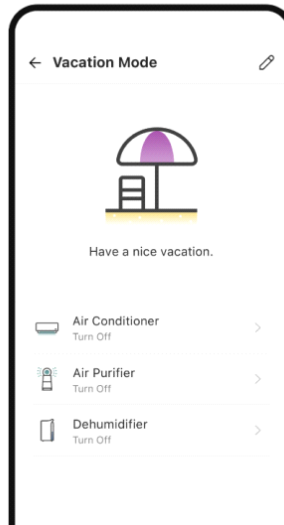 Vacation Mode
Have a nice vacation.
Air Conditioner
Turn Off
Air Purifier
Turn Off
Dehumidifier
Turn Off